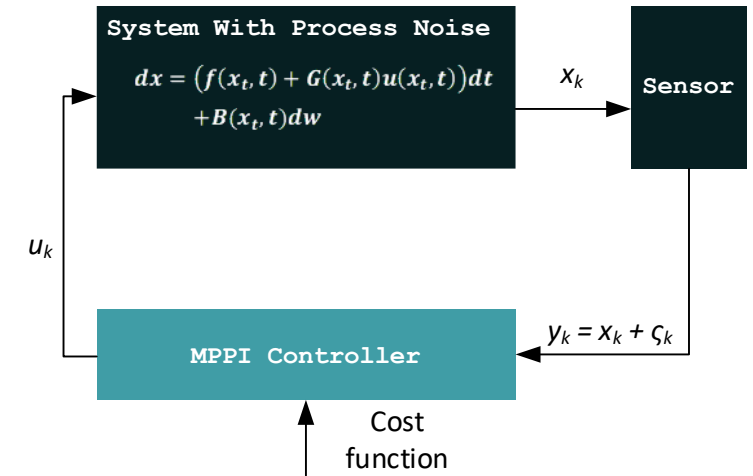 System With Process Noise
dx = (f(x_t, t) + G(x_t, t)u(x_t, t))dt
+B(x_t, t)dw
x_k
Sensor
u_k
y_k = x_k + ς_k
MPPI Controller
Cost
function